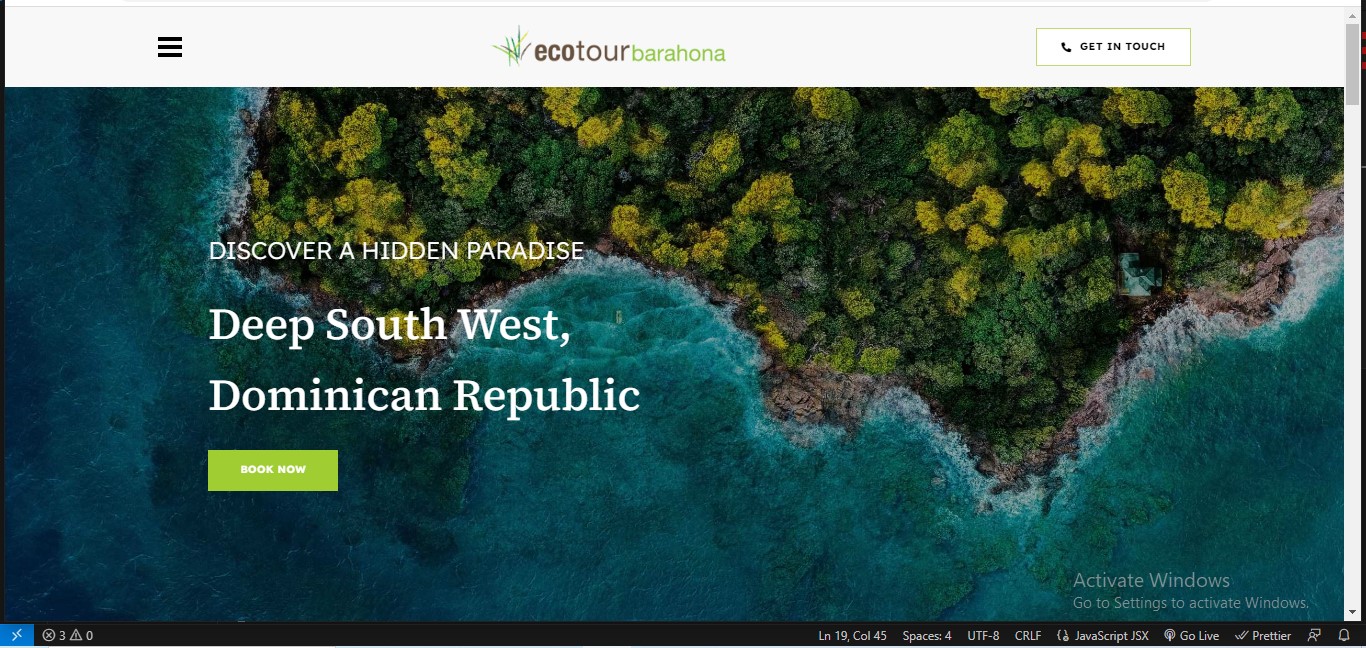 ecotourbarahona
GET IN TOUCH
DISCOVER A HIDDEN PARADISE
Deep South West,
Dominican Republic
BOOK NOW
Activate Windows
Go to Settings to activate Windows.
3 0 Ln 19, Col 45 Spaces: 4 UTF-8 CRLF JavaScript JSX Go Live Prettier